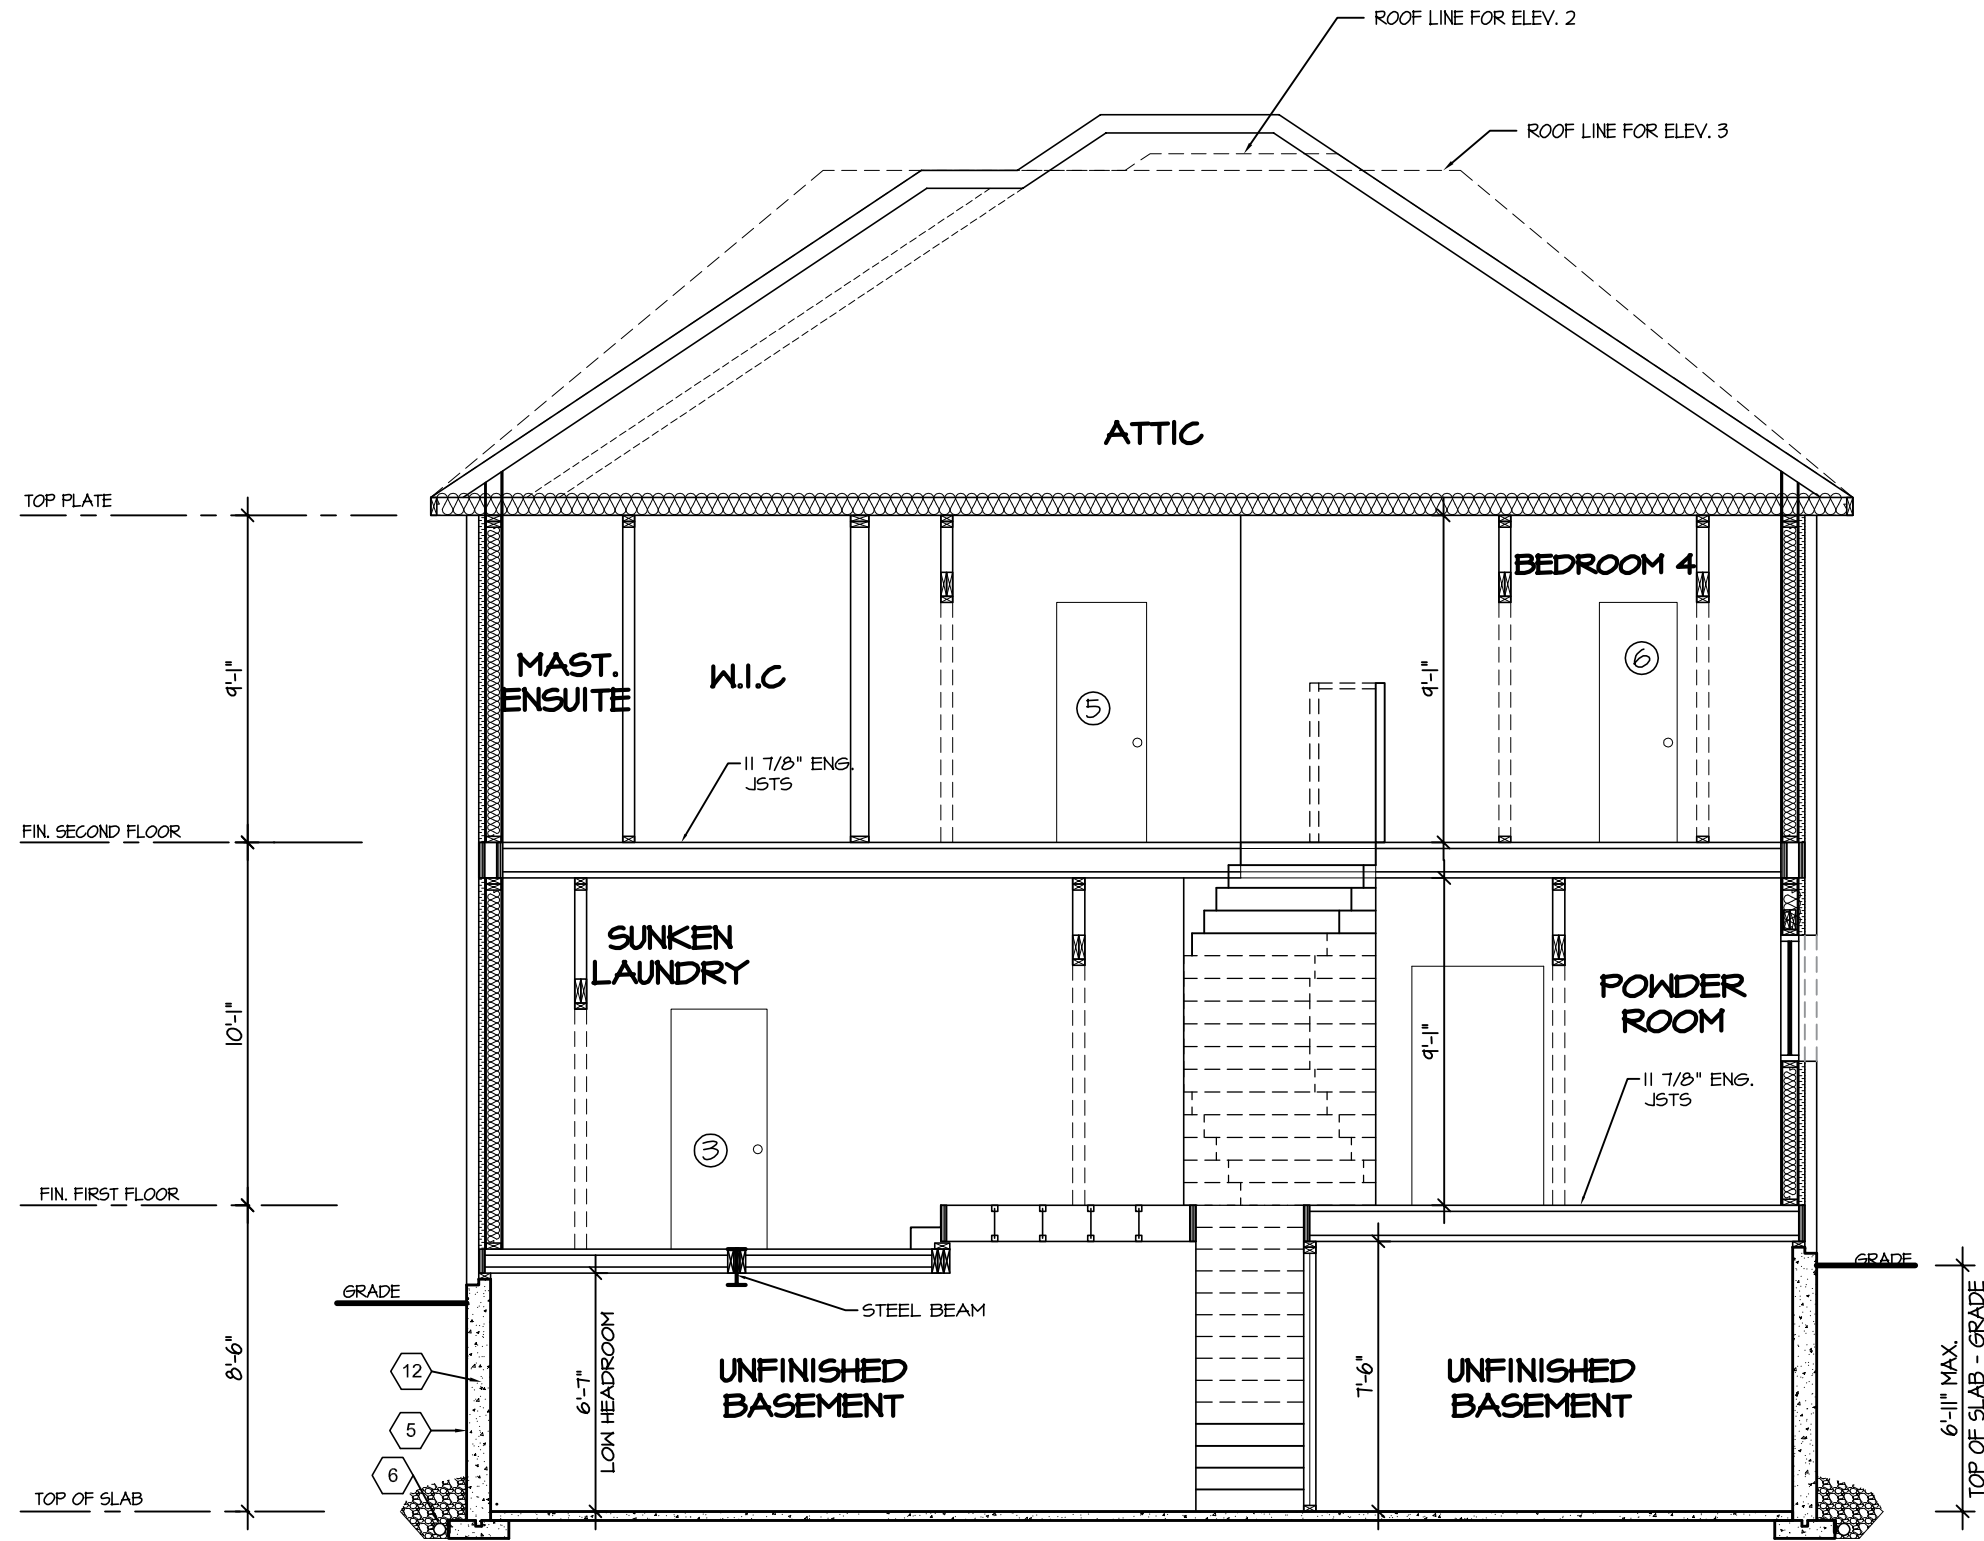 ROOF LINE FOR ELEV. 2
ROOF LINE FOR ELEV. 3
ATTIC
TOP PLATE
BEDROOM 4
9'-1"
MAST.
ENSUITE
W.I.C
5
9'-1"
6
11 7/8" ENG.
JSTS
FIN. SECOND FLOOR
SUNKEN
LAUNDRY
10'-1"
9'-1"
POWDER
ROOM
11 7/8" ENG.
JSTS
3
FIN. FIRST FLOOR
GRADE
GRADE
STEEL BEAM
8'-6"
12
5
6
6'-7"
LOW HEADROOM
UNFINISHED
BASEMENT
7'-6"
UNFINISHED
BASEMENT
6'-11" MAX.
TOP OF SLAB - GRADE
TOP OF SLAB